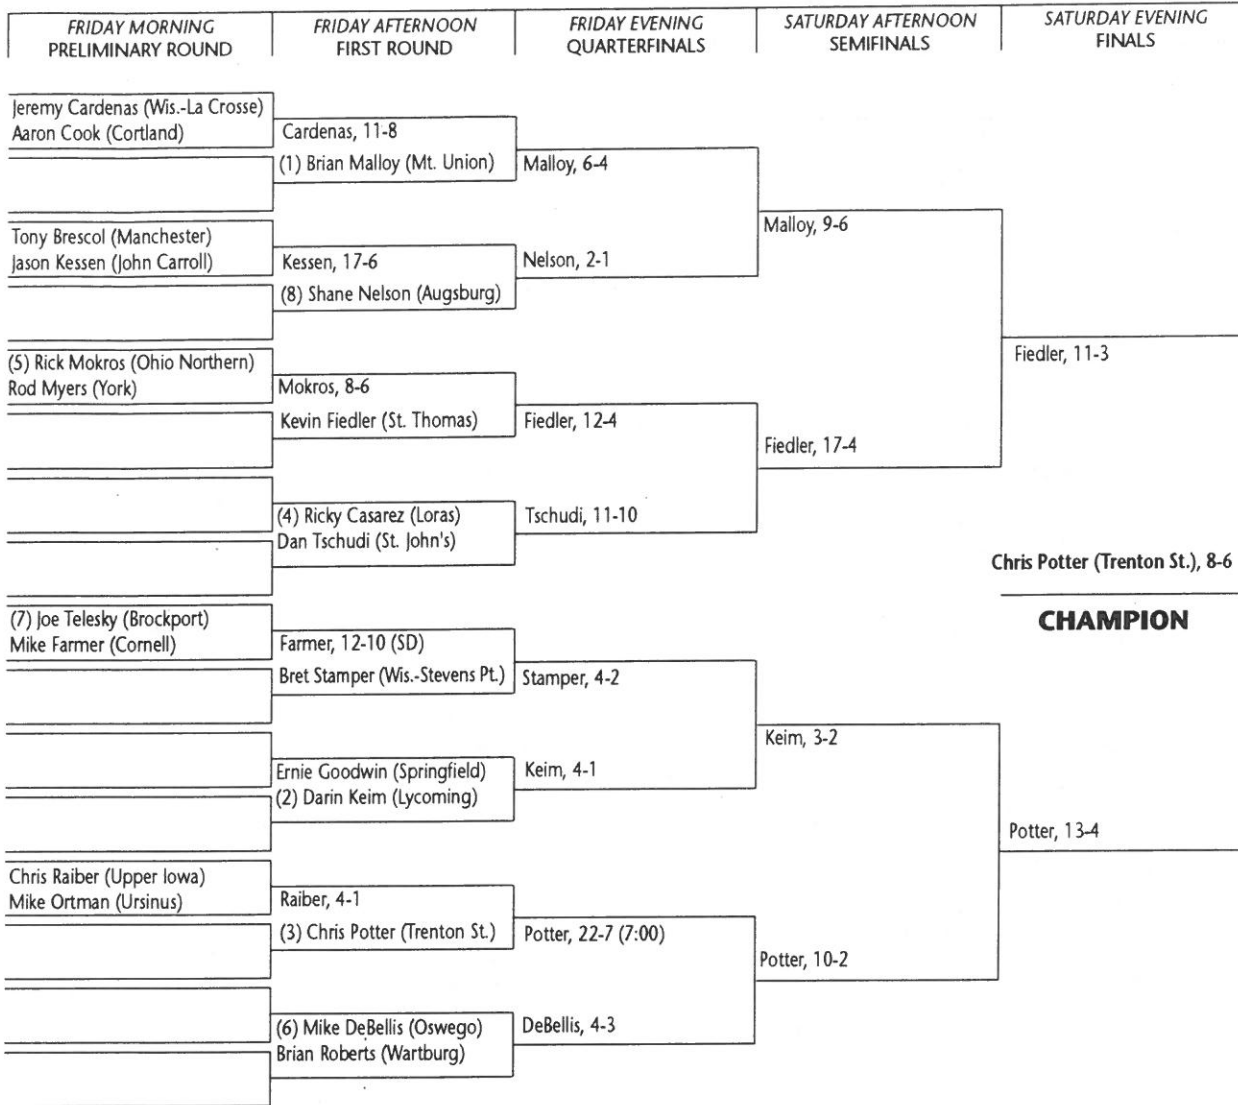 FRIDAY MORNING
PRELIMINARY ROUND
FRIDAY AFTERNOON
FIRST ROUND
FRIDAY EVENING
QUARTERFINALS
SATURDAY AFTERNOON
SEMIFINALS
SATURDAY EVENING
FINALS
Jeremy Cardenas (Wis.-La Crosse)
Aaron Cook (Cortland)
Tony Brescol (Manchester)
Jason Kessen (John Carroll)
(5) Rick Mokros (Ohio Northern)
Rod Myers (York)
(7) Joe Telesky (Brockport)
Mike Farmer (Cornell)
Chris Raiber (Upper Iowa)
Mike Ortman (Ursinus)
Cardenas, 11-8
(1) Brian Malloy (Mt. Union)
Kessen, 17-6
(8) Shane Nelson (Augsburg)
Mokros, 8-6
Kevin Fiedler (St. Thomas)
(4) Ricky Casarez (Loras)
Dan Tschudi (St. John's)
Farmer, 12-10 (SD)
Bret Stamper (Wis.-Stevens Pt.)
Ernie Goodwin (Springfield)
(2) Darin Keim (Lycoming)
Raiber, 4-1
(3) Chris Potter (Trenton St.)
(6) Mike DeBellis (Oswego)
Brian Roberts (Wartburg)
Malloy, 6-4
Nelson, 2-1
Fiedler, 12-4
Tschudi, 11-10
Stamper, 4-2
Keim, 4-1
Potter, 22-7 (7:00)
DeBellis, 4-3
Malloy, 9-6
Fiedler, 17-4
Keim, 3-2
Potter, 10-2
Fiedler, 11-3
Potter, 13-4
Chris Potter (Trenton St.), 8-6
CHAMPION